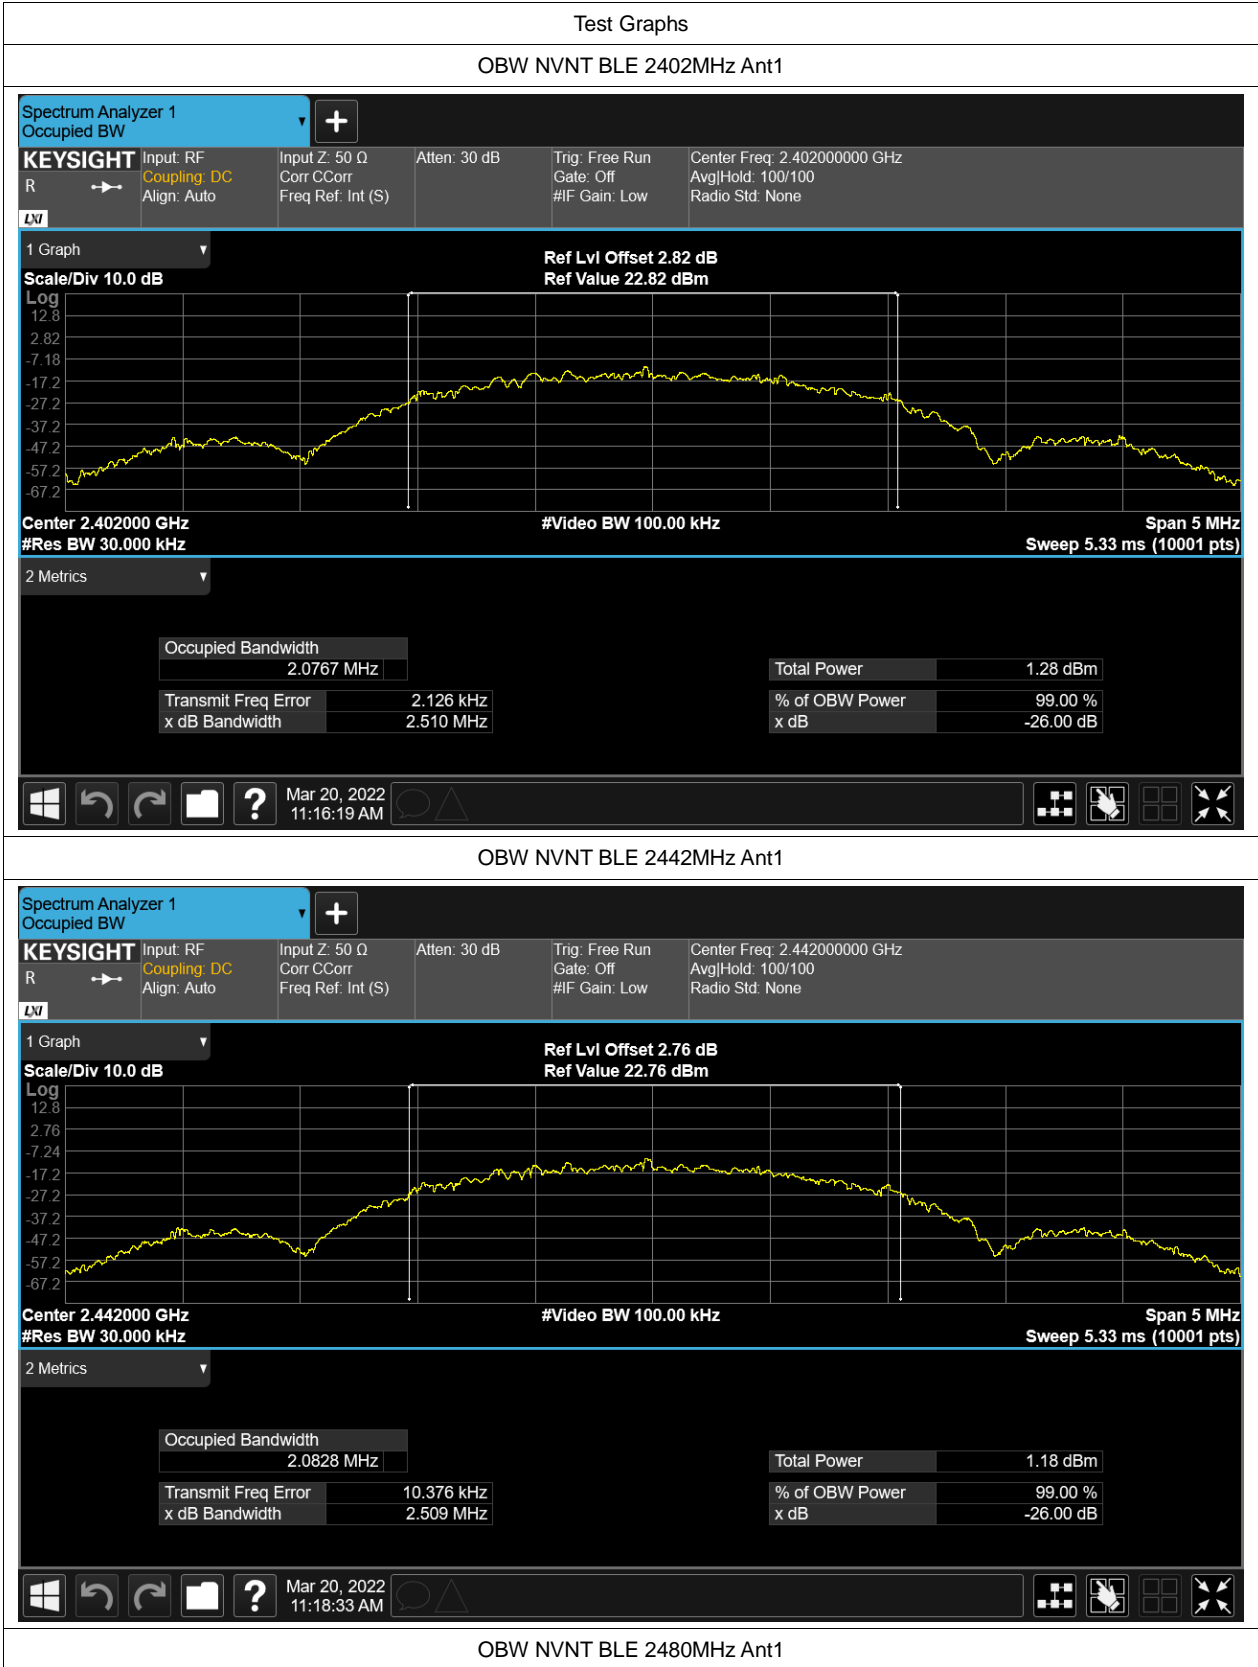 Test Graphs
OBW NVNT BLE 2402MHz Ant1
Spectrum Analyzer 1
Occupied BW
KEYSIGHT Input: RF Input Z: 50 Ω Atten: 30 dB Trig: Free Run Center Freq: 2.402000000 GHz
R Coupling: DC Corr CCorr Gate: Off Avg|Hold: 100/100
Align: Auto Freq Ref: Int (S) #IF Gain: Low Radio Std: None
LXI
1 Graph
Ref Lvl Offset 2.82 dB
Scale/Div 10.0 dB Ref Value 22.82 dBm
Log
12.8
2.82
-7.18
-17.2
-27.2
-37.2
-47.2
-57.2
-67.2
Center 2.402000 GHz #Video BW 100.00 kHz Span 5 MHz
#Res BW 30.000 kHz Sweep 5.33 ms (10001 pts)
2 Metrics
Occupied Bandwidth
2.0767 MHz Total Power 1.28 dBm
Transmit Freq Error 2.126 kHz % of OBW Power 99.00 %
x dB Bandwidth 2.510 MHz x dB -26.00 dB
? Mar 20, 2022
11:16:19 AM
OBW NVNT BLE 2442MHz Ant1
Spectrum Analyzer 1
Occupied BW
KEYSIGHT Input: RF Input Z: 50 Ω Atten: 30 dB Trig: Free Run Center Freq: 2.442000000 GHz
R Coupling: DC Corr CCorr Gate: Off Avg|Hold: 100/100
Align: Auto Freq Ref: Int (S) #IF Gain: Low Radio Std: None
LXI
1 Graph
Ref Lvl Offset 2.76 dB
Scale/Div 10.0 dB Ref Value 22.76 dBm
Log
12.8
2.76
-7.24
-17.2
-27.2
-37.2
-47.2
-57.2
-67.2
Center 2.442000 GHz #Video BW 100.00 kHz Span 5 MHz
#Res BW 30.000 kHz Sweep 5.33 ms (10001 pts)
2 Metrics
Occupied Bandwidth
2.0828 MHz Total Power 1.18 dBm
Transmit Freq Error 10.376 kHz % of OBW Power 99.00 %
x dB Bandwidth 2.509 MHz x dB -26.00 dB
? Mar 20, 2022
11:18:33 AM
OBW NVNT BLE 2480MHz Ant1